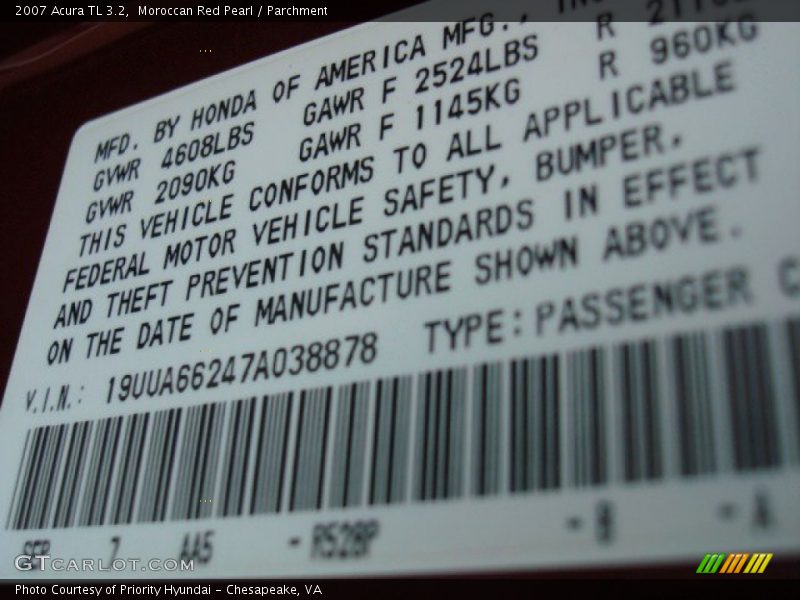 2007 Acura TL 3.2, Moroccan Red Pearl / Parchment
MFD. BY HONDA OF AMERICA MFG.,
GVWR 4608LBS GAWR F 2524LBS R
GVWR 2090KG GAWR F 1145KG R 960KG
THIS VEHICLE CONFORMS TO ALL APPLICABLE
FEDERAL MOTOR VEHICLE SAFETY, BUMPER,
AND THEFT PREVENTION STANDARDS IN EFFECT
ON THE DATE OF MANUFACTURE SHOWN ABOVE.
V.I.N.: 19UUA66247A038878 TYPE: PASSENGER C
SEP 7 AA5 - R528P - B - A
GTCARLOT.COM
Photo Courtesy of Priority Hyundai - Chesapeake, VA